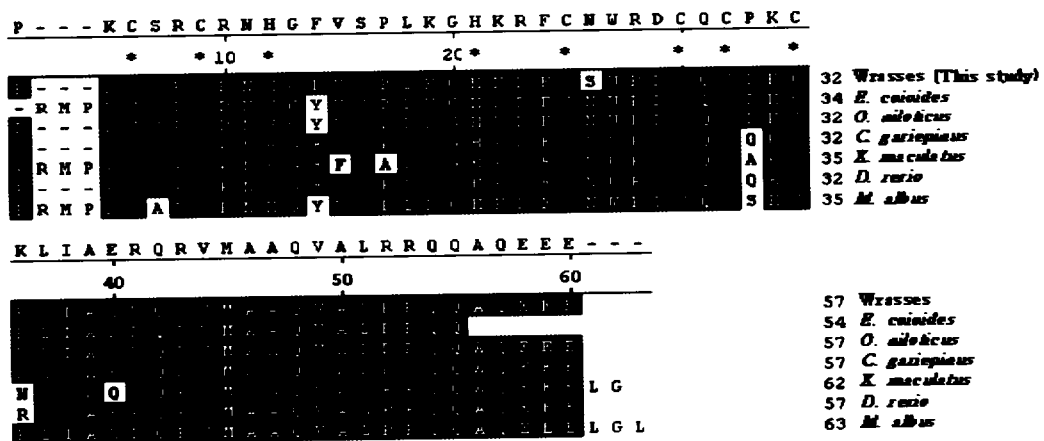 P - - - K C S R C R N H G F V S P L K G H K R F C N W R D C Q C P K C
* * 10 * 20 * * * * *
- - - S 32 Wrasses (This study)
- R M P Y 34 E. coioides
- - - Y 32 O. niloticus
- - - Q 32 C. gariepinus
R M P F A A 35 X. maculatus
- - - Q 32 D. rerio
R M P A Y S 35 M. albus
K L I A E R Q R V M A A Q V A L R R Q Q A Q E E E - - -
40 50 60
57 Wrasses
54 E. coioides
57 O. niloticus
57 C. gariepinus
N Q L G 62 X. maculatus
R 57 D. rerio
L G L 63 M. albus